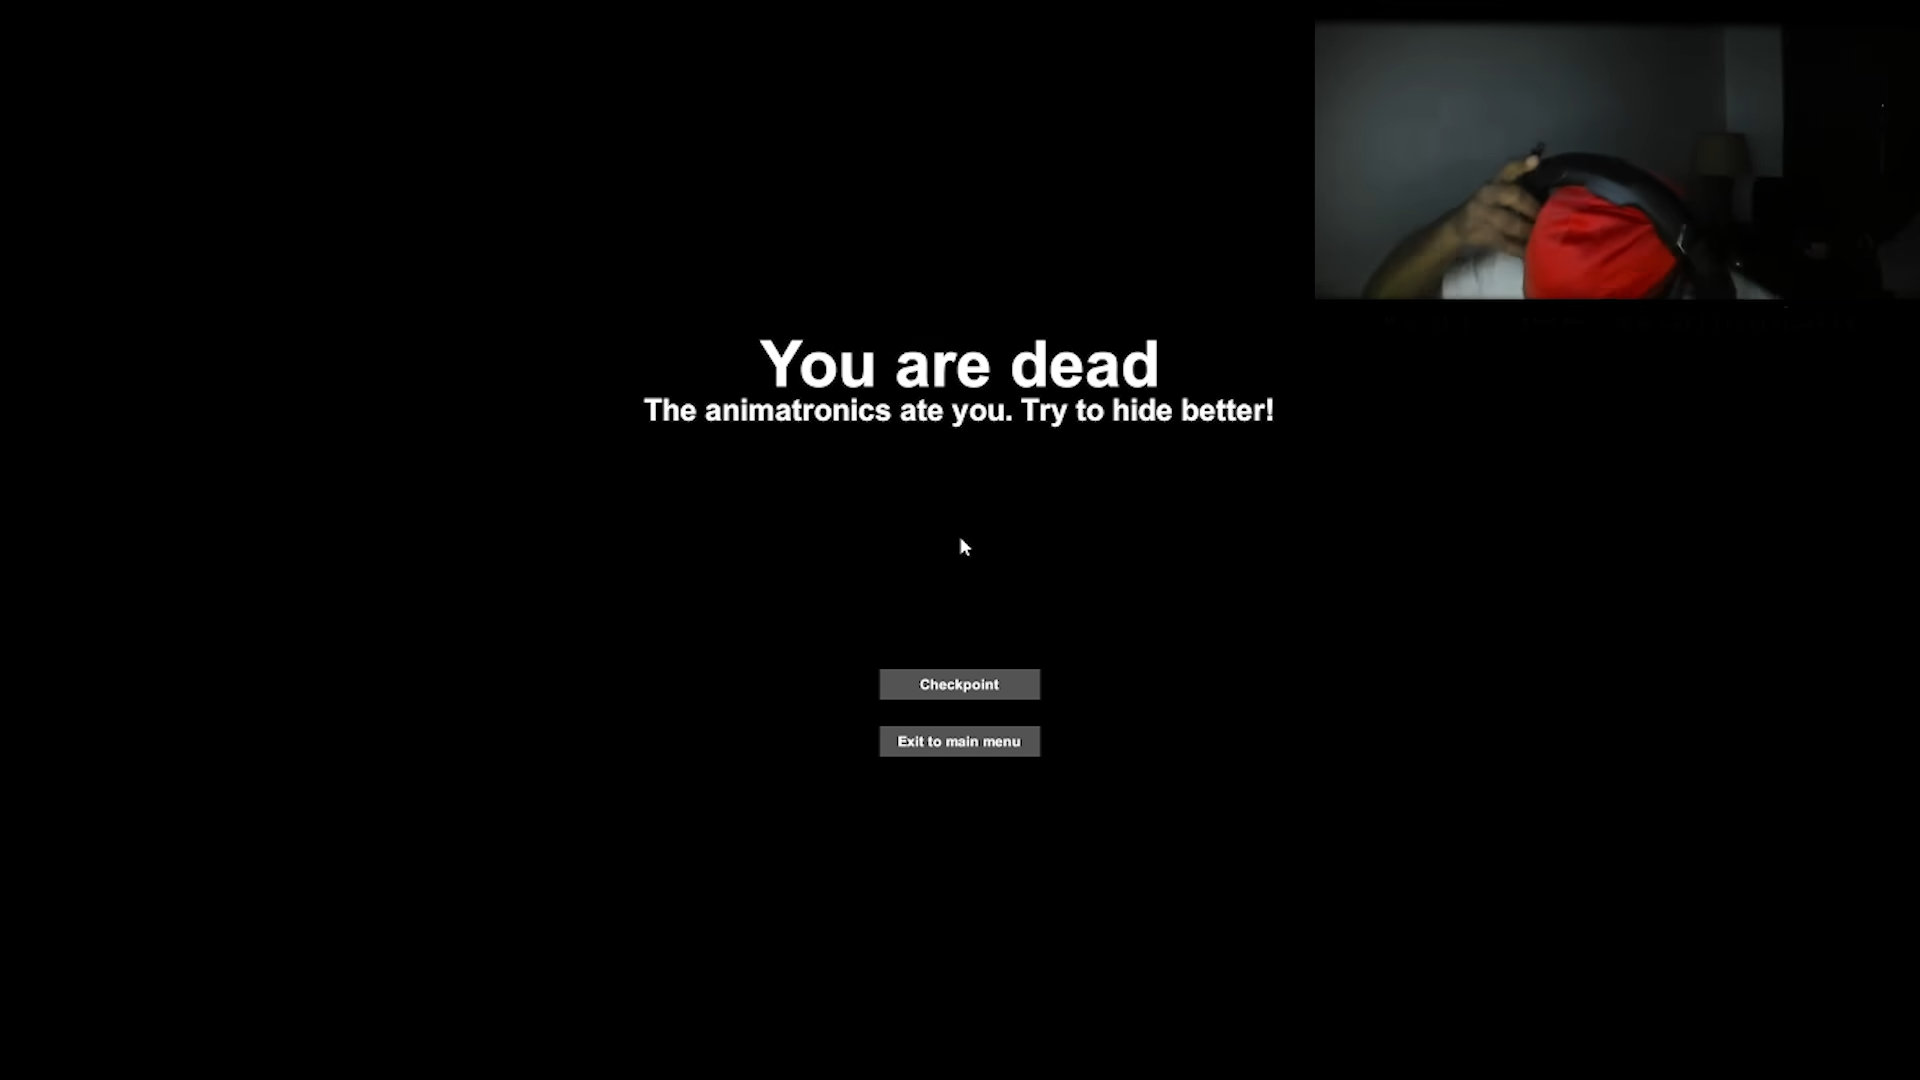 You are dead
The animatronics ate you. Try to hide better!
Checkpoint
Exit to main menu